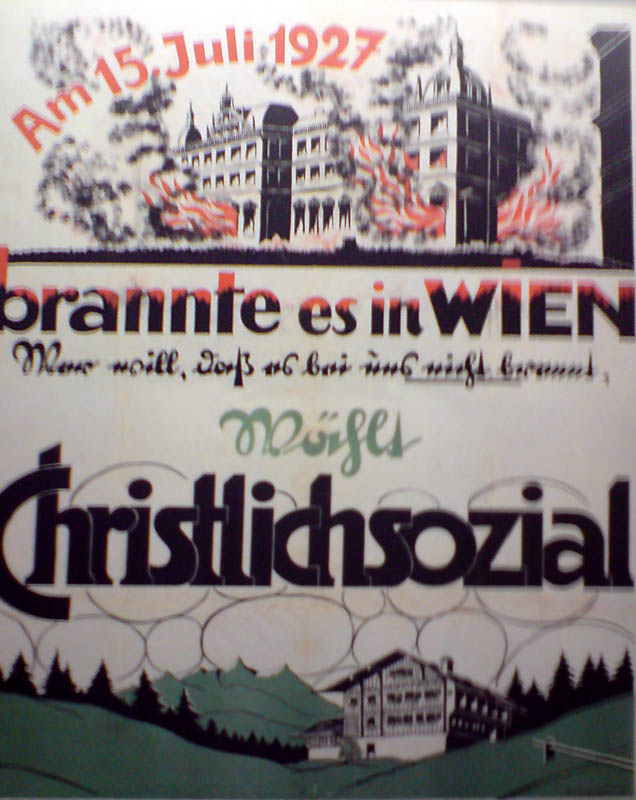 Am 15. Juli 1927
brannte es in WIEN
Wer will, daß es bei uns nicht brennt,
Wählt
Christlichsozial